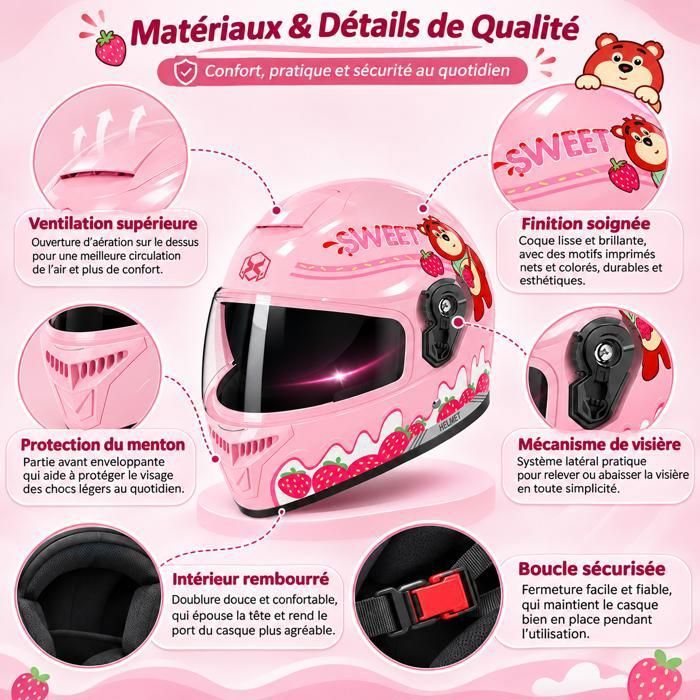 Matériaux & Détails de Qualité
Confort, pratique et sécurité au quotidien
Ventilation supérieure
Ouverture d'aération sur le dessus
pour une meilleure circulation
de l'air et plus de confort.
SWEET
Finition soignée
Coque lisse et brillante,
avec des motifs imprimés
nets et colorés, durables et
esthétiques.
SWEET
HELMET
Protection du menton
Partie avant enveloppante
qui aide à protéger le visage
des chocs légers au quotidien.
Mécanisme de visière
Système latéral pratique
pour relever ou abaisser la visière
en toute simplicité.
Intérieur rembourré
Doublure douce et confortable,
qui épouse la tête et rend le
port du casque plus agréable.
Boucle sécurisée
Fermeture facile et fiable,
qui maintient le casque
bien en place pendant
l'utilisation.